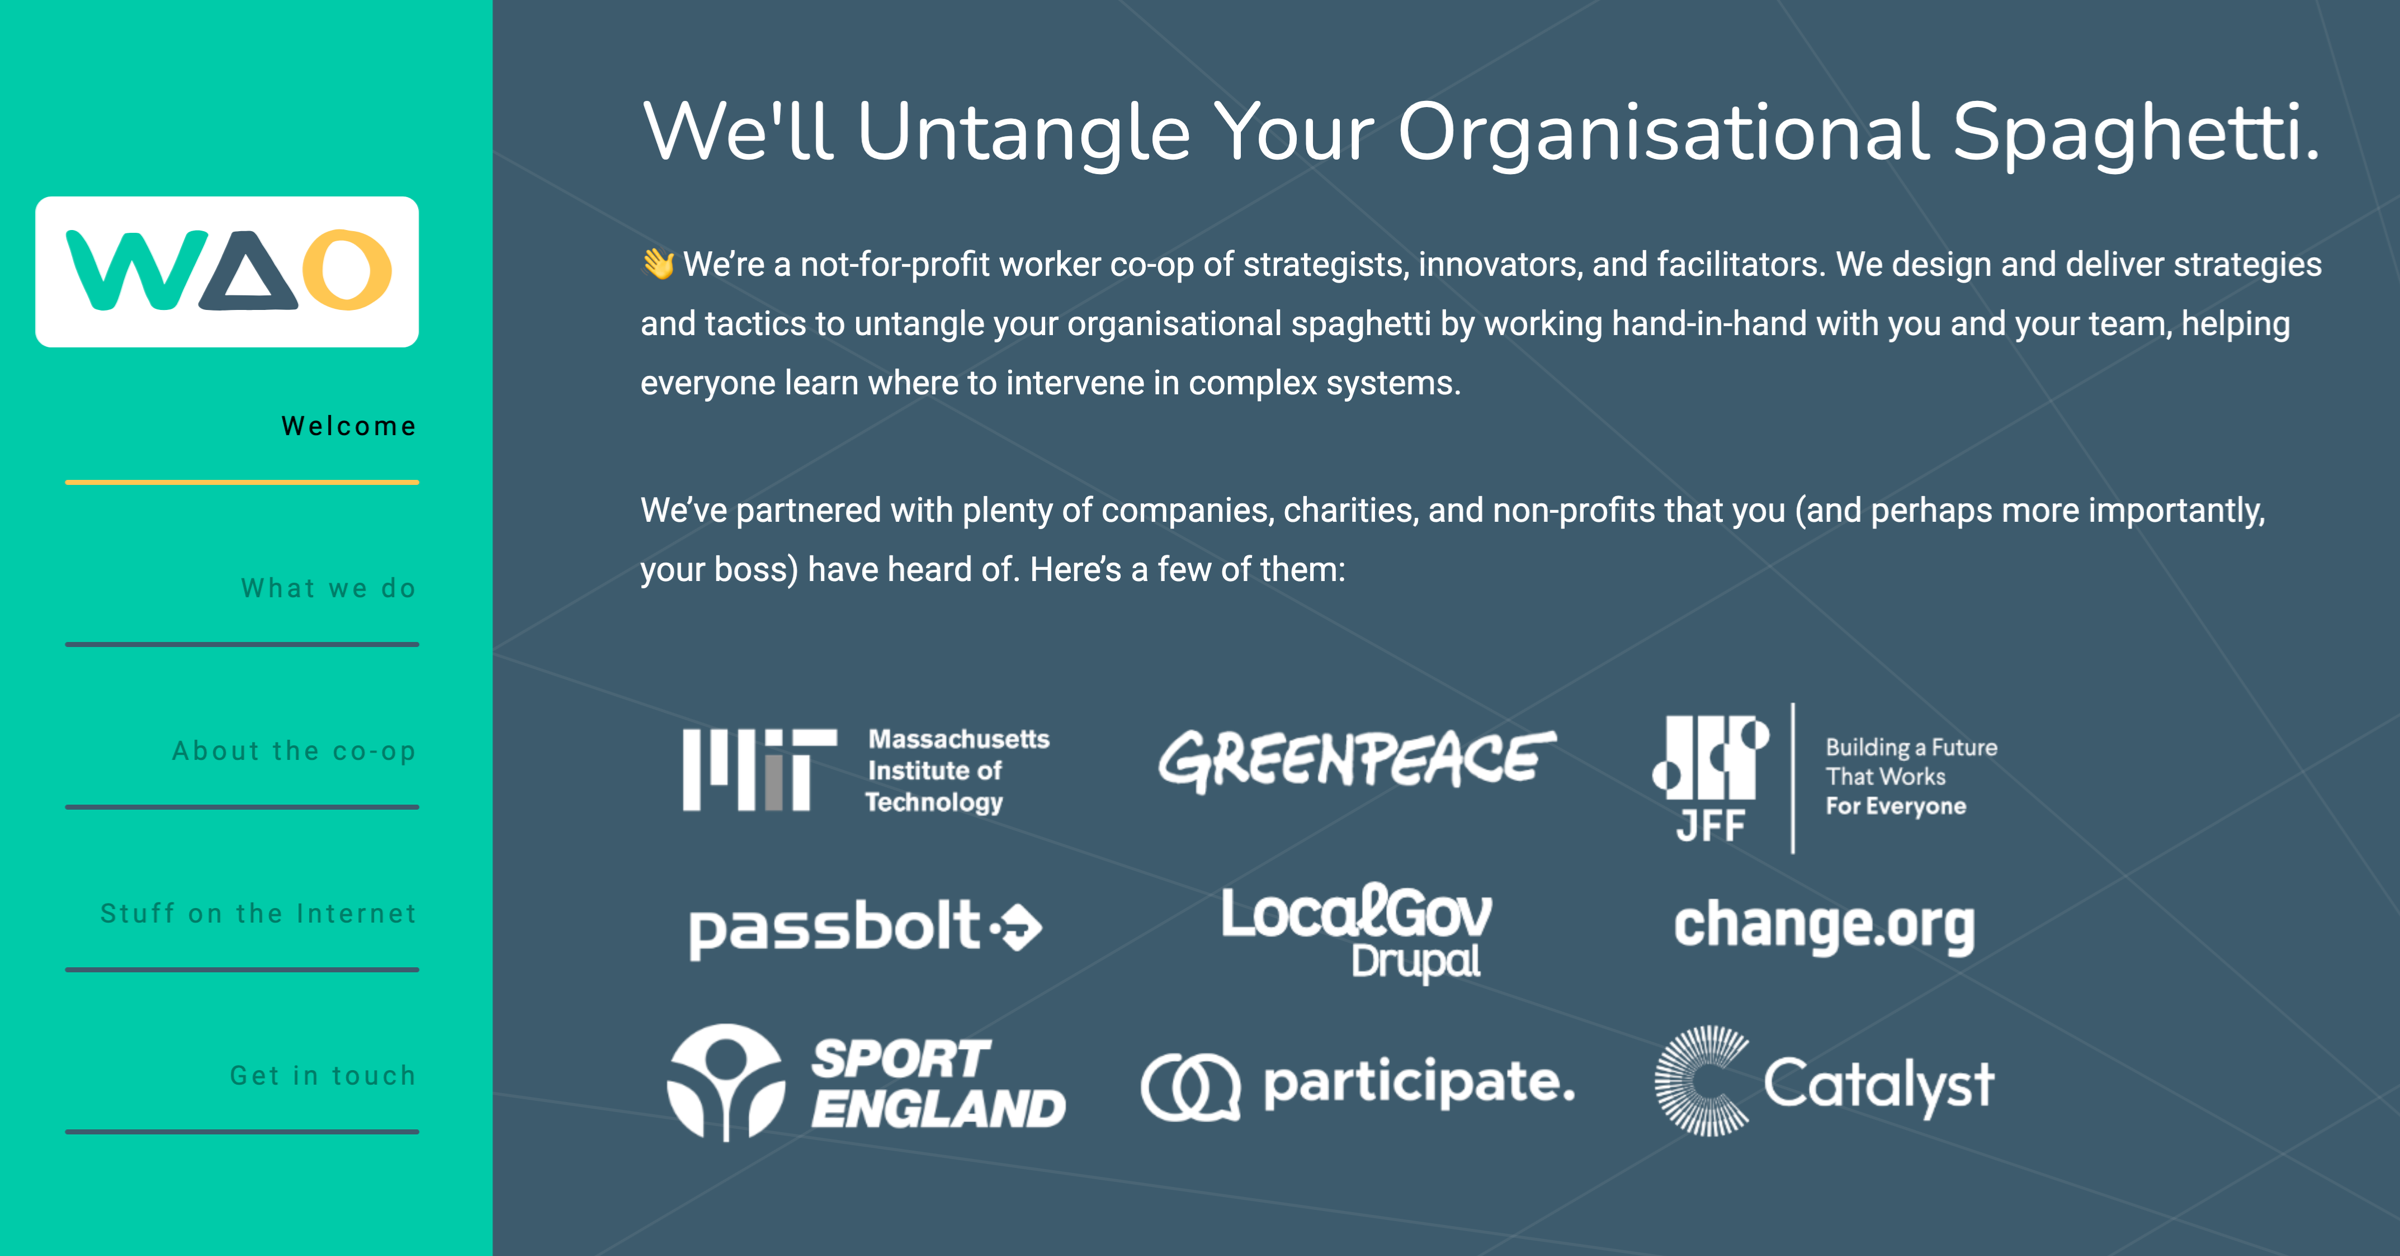 WAO
Welcome
What we do
About the co-op
Stuff on the Internet
Get in touch
We'll Untangle Your Organisational Spaghetti.
👋 We’re a not-for-profit worker co-op of strategists, innovators, and facilitators. We design and deliver strategies
and tactics to untangle your organisational spaghetti by working hand-in-hand with you and your team, helping
everyone learn where to intervene in complex systems.
We’ve partnered with plenty of companies, charities, and non-profits that you (and perhaps more importantly,
your boss) have heard of. Here’s a few of them:
MIT
Massachusetts
Institute of
Technology
GREENPEACE
JFF
Building a Future
That Works
For Everyone
passbolt
LocalGov
Drupal
change.org
SPORT
ENGLAND
participate.
Catalyst